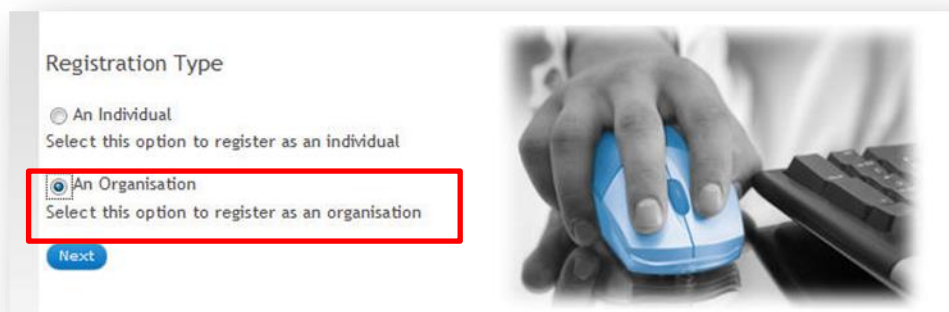 Registration Type
An Individual
Select this option to register as an individual
An Organisation
Select this option to register as an organisation
Next